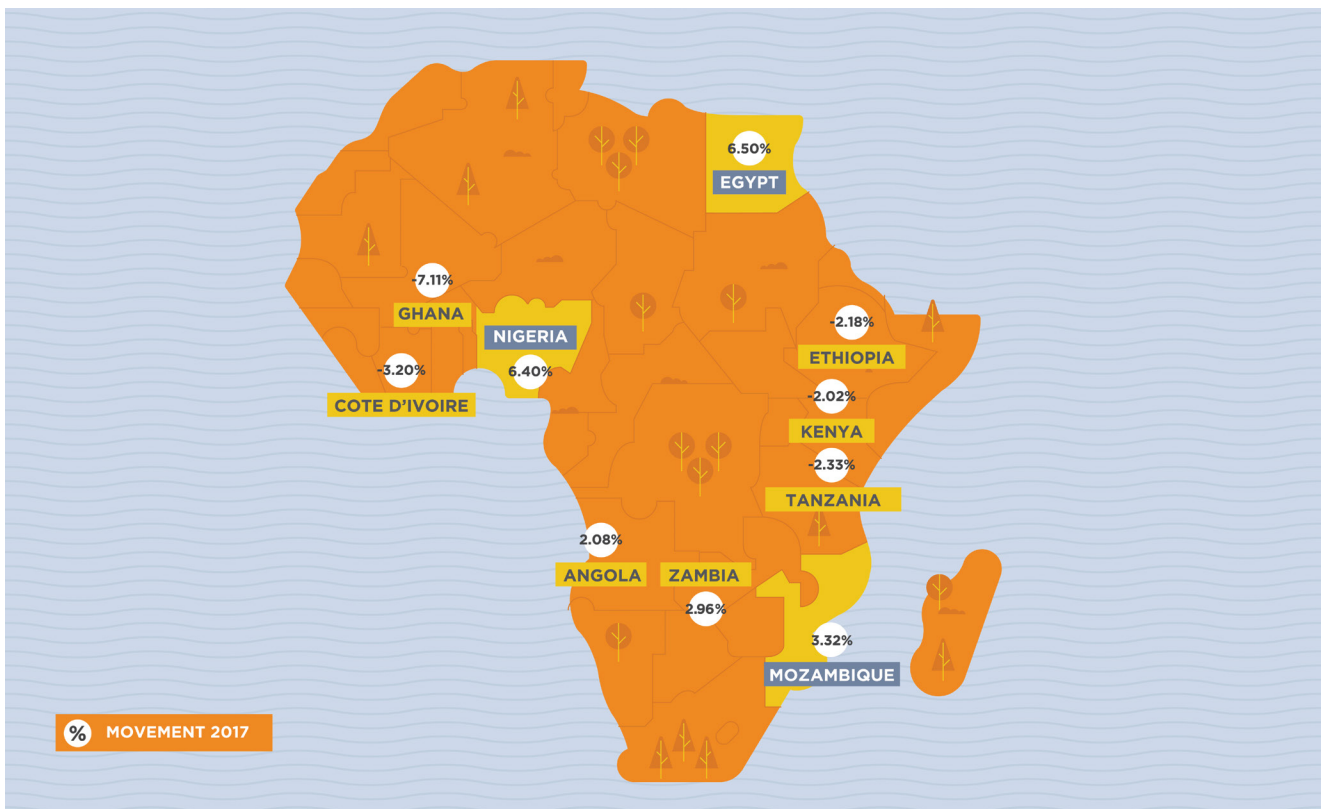 6.50%
EGYPT
-7.11%
GHANA
NIGERIA
6.40%
-3.20%
COTE D'IVOIRE
-2.18%
ETHIOPIA
-2.02%
KENYA
-2.33%
TANZANIA
2.08%
ANGOLA
ZAMBIA
2.96%
3.32%
MOZAMBIQUE
% MOVEMENT 2017